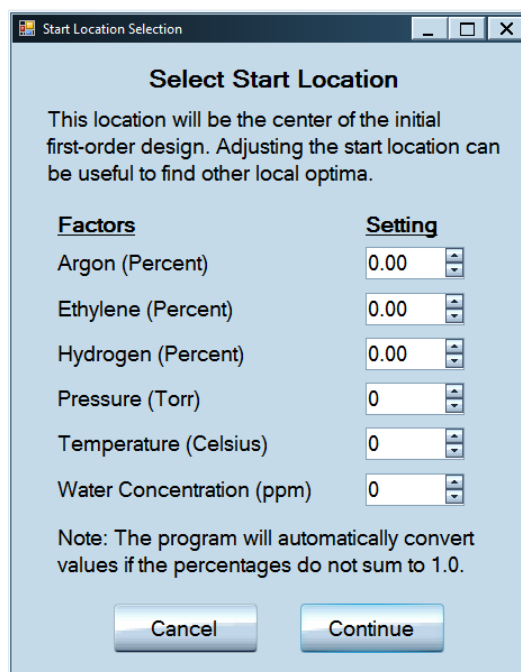 Start Location Selection
Select Start Location
This location will be the center of the initial
first-order design. Adjusting the start location can
be useful to find other local optima.
Factors Setting
Argon (Percent) 0.00
Ethylene (Percent) 0.00
Hydrogen (Percent) 0.00
Pressure (Torr) 0
Temperature (Celsius) 0
Water Concentration (ppm) 0
Note: The program will automatically convert
values if the percentages do not sum to 1.0.
Cancel Continue